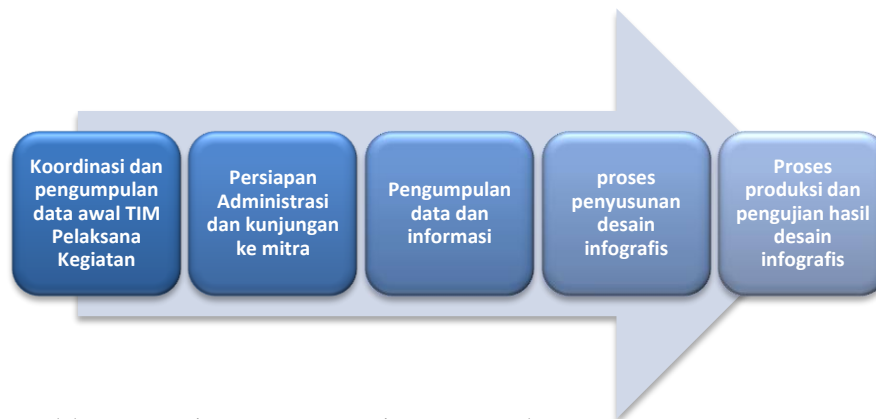 Koordinasi dan
pengumpulan
data awal TIM
Pelaksana
Kegiatan
Persiapan
Administrasi
dan kunjungan
ke mitra
Pengumpulan
data dan
informasi
proses
penyusunan
desain
infografis
Proses
produksi dan
pengujian hasil
desain
infografis